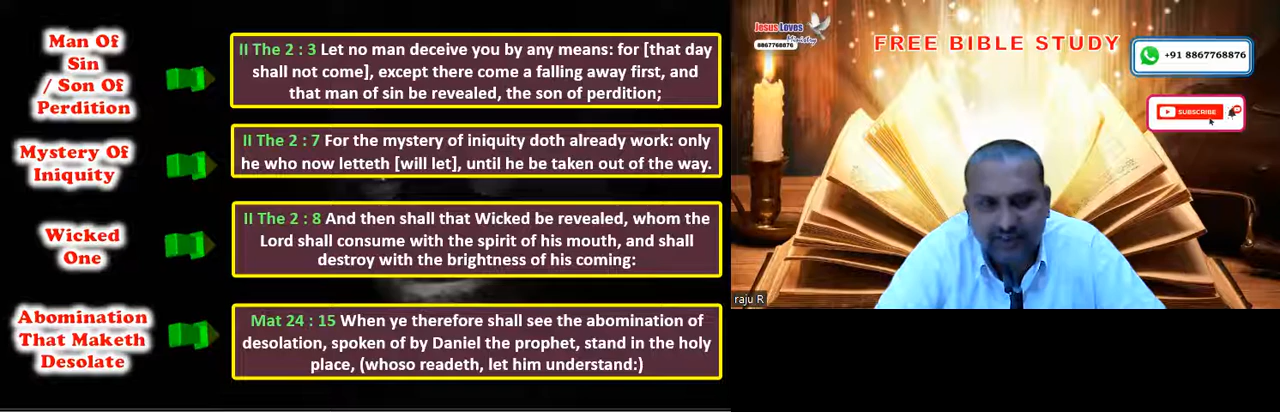 Man Of
Sin
/ Son Of
Perdition
II The 2 : 3 Let no man deceive you by any means: for [that day
shall not come], except there come a falling away first, and
that man of sin be revealed, the son of perdition;
Mystery Of
Iniquity
II The 2 : 7 For the mystery of iniquity doth already work: only
he who now letteth [will let], until he be taken out of the way.
Wicked
One
II The 2 : 8 And then shall that Wicked be revealed, whom the
Lord shall consume with the spirit of his mouth, and shall
destroy with the brightness of his coming:
Abomination
That Maketh
Desolate
Mat 24 : 15 When ye therefore shall see the abomination of
desolation, spoken of by Daniel the prophet, stand in the holy
place, (whoso readeth, let him understand:)
Jesus Loves
Ministry
8867768876
FREE BIBLE STUDY
+91 8867768876
SUBSCRIBE
raju R